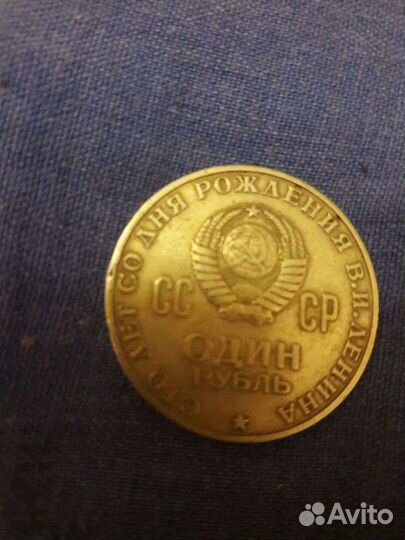 СТО ЛЕТ СО ДНЯ РОЖДЕНИЯ В.И.ЛЕНИНА
СС СР
ОДИН
РУБЛЬ
Avito